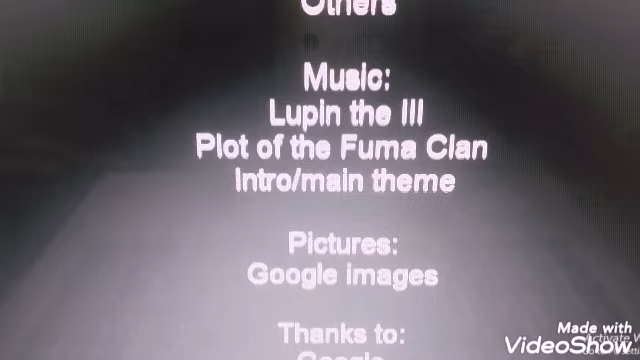 Others
Music:
Lupin the III
Plot of the Fuma Clan
Intro/main theme
Pictures:
Google images
Thanks to:
Google
Made with
VideoShow